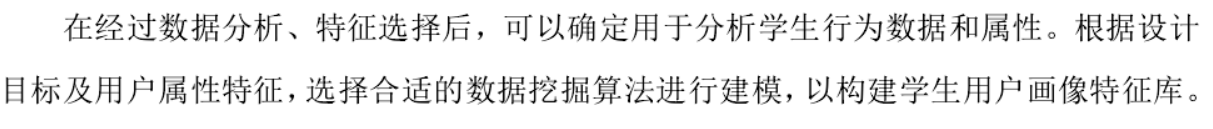 在经过数据分析、特征选择后，可以确定用于分析学生行为数据和属性。根据设计
目标及用户属性特征，选择合适的数据挖掘算法进行建模，以构建学生用户画像特征库。